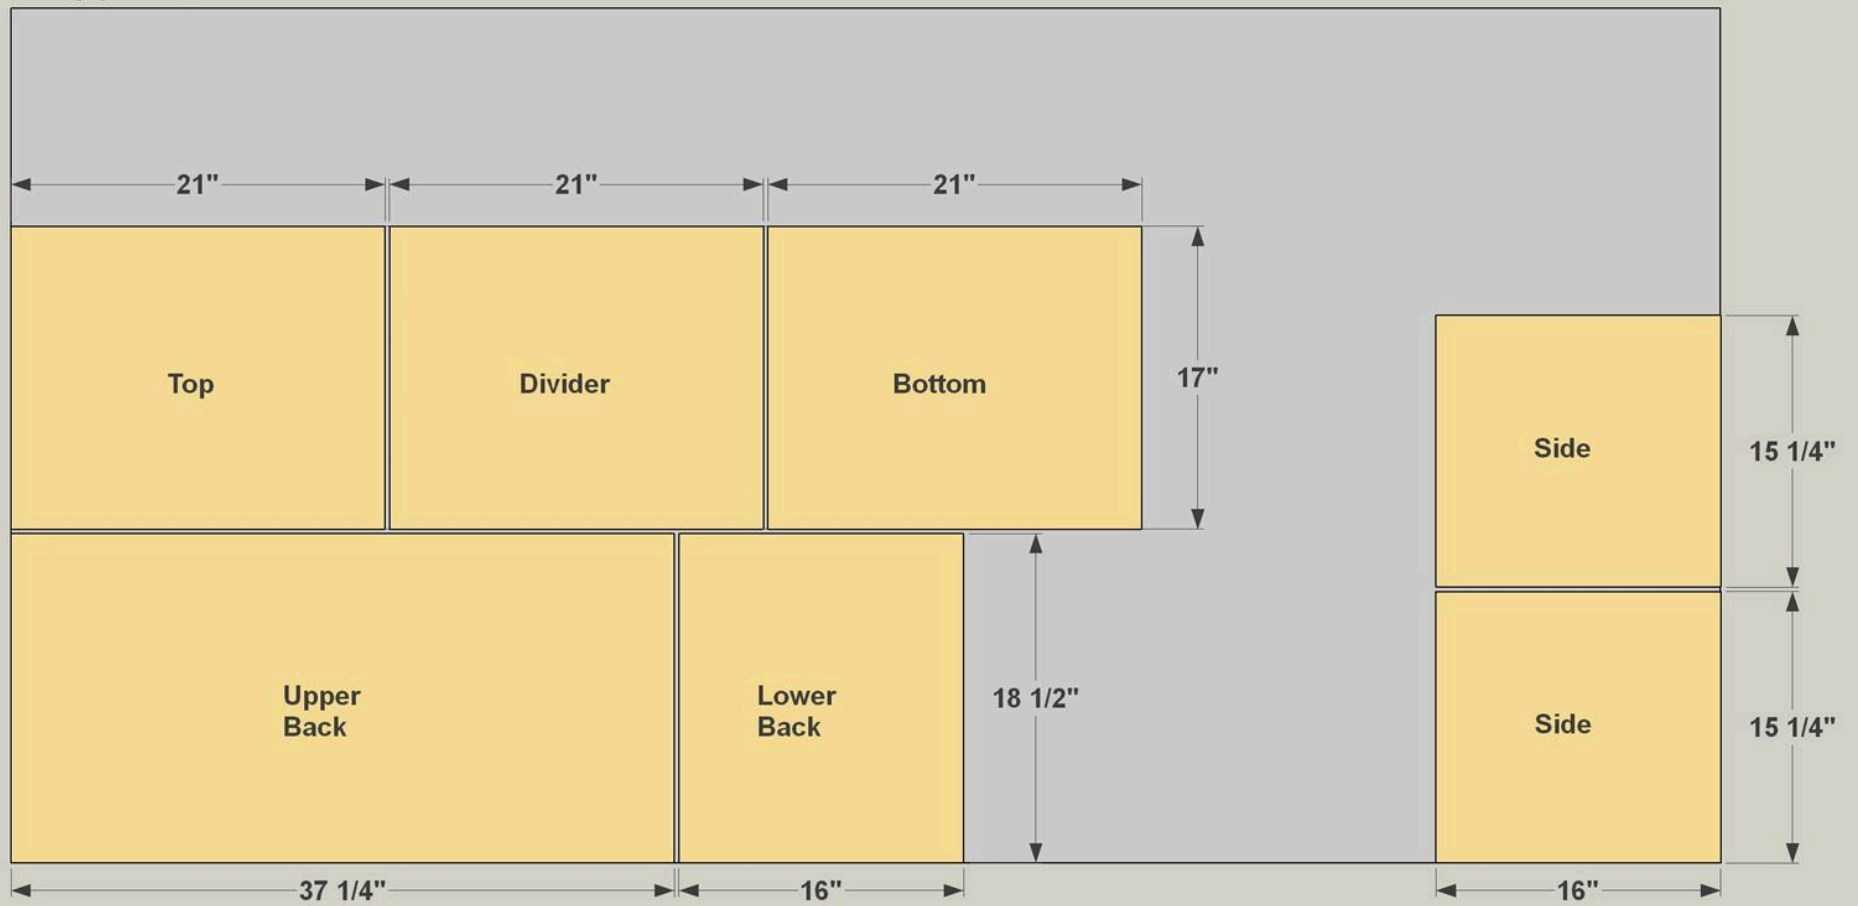 21" 21" 21"
Top Divider Bottom
17"
Side
15 1/4"
Upper
Back
Lower
Back
18 1/2"
Side
15 1/4"
37 1/4" 16" 16"